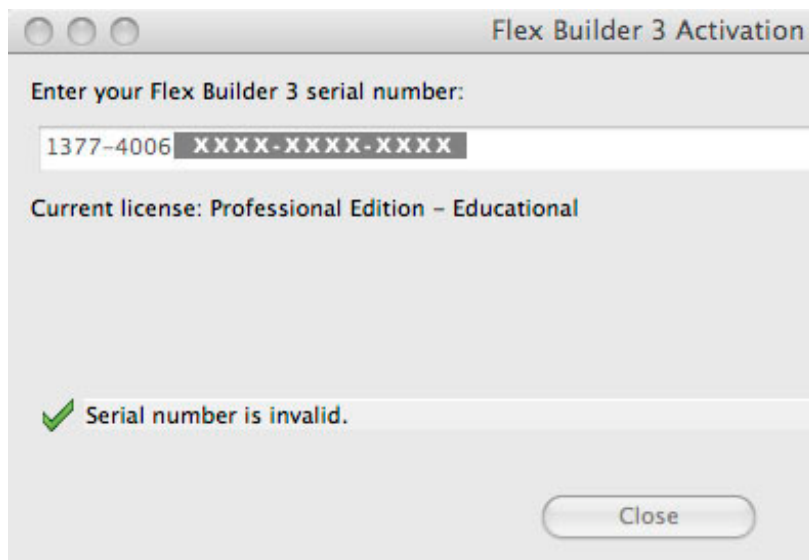 Flex Builder 3 Activation
Enter your Flex Builder 3 serial number:
1377-4006 XXXX-XXXX-XXXX
Current license: Professional Edition – Educational
Serial number is invalid.
Close